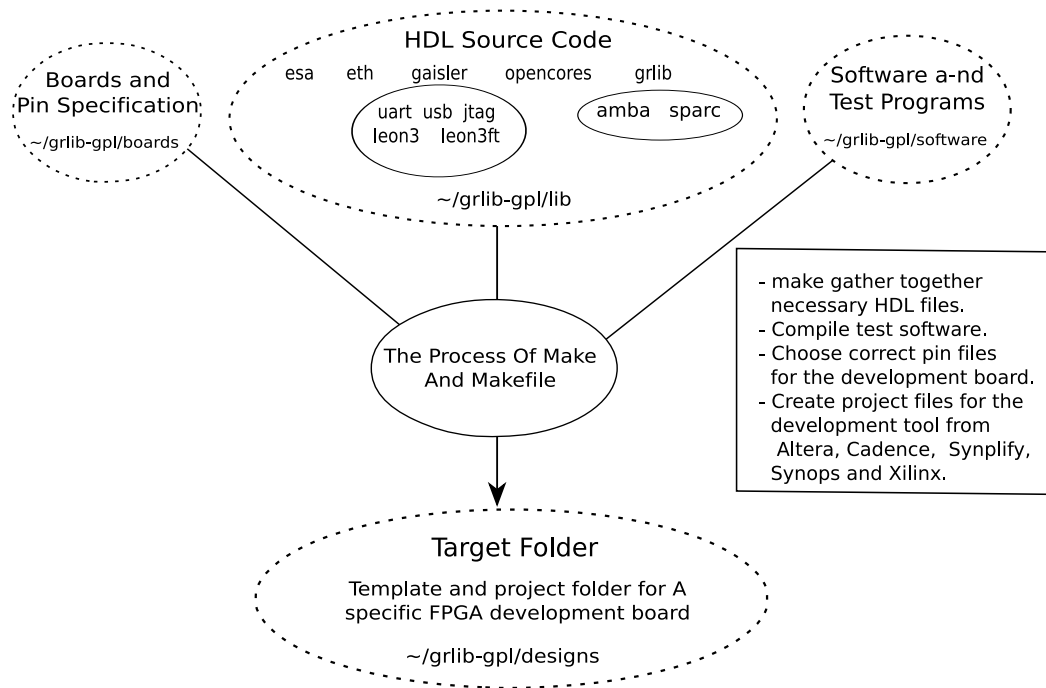 HDL Source Code
esa eth gaisler opencores grlib
uart usb jtag
leon3 leon3ft
amba sparc
~/grlib-gpl/lib
Boards and
Pin Specification
~/grlib-gpl/boards
Software a-nd
Test Programs
~/grlib-gpl/software
The Process Of Make
And Makefile
- make gather together
necessary HDL files.
- Compile test software.
- Choose correct pin files
for the development board.
- Create project files for the
development tool from
Altera, Cadence, Synplify,
Synops and Xilinx.
Target Folder
Template and project folder for A
specific FPGA development board
~/grlib-gpl/designs